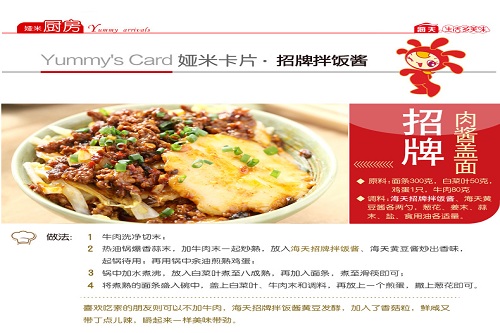 娅米厨房 Yummy arrivals
海天 生活多美味
Yummy's Card 娅米卡片·招牌拌饭酱
招牌
肉酱盖面
◆ 原料：面条300克，白菜叶50克，
鸡蛋1只，牛肉80克
◆ 调料：海天招牌拌饭酱、海天黄
豆酱各两勺，葱花、姜末、蒜
末、盐、食用油各适量。
做法：
1 牛肉洗净切末；
2 热油锅爆香蒜末，加牛肉末一起炒熟，放入海天招牌拌饭酱、海天黄豆酱炒出香味，
起锅待用；再用锅中余油煎熟鸡蛋；
3 锅中加水煮沸，放入白菜叶煮至八成熟，再加入面条，煮至滑筷即可；
4 将煮熟的面条盛入碗中，盖上白菜叶、牛肉末和调料，再放上一个煎蛋，撒上葱花即可。
喜欢吃素的朋友则可以不加牛肉，海天招牌拌饭酱黄豆发酵，加入了香菇粒，鲜咸又
带丁点儿辣，嚼起来一样美味带劲。